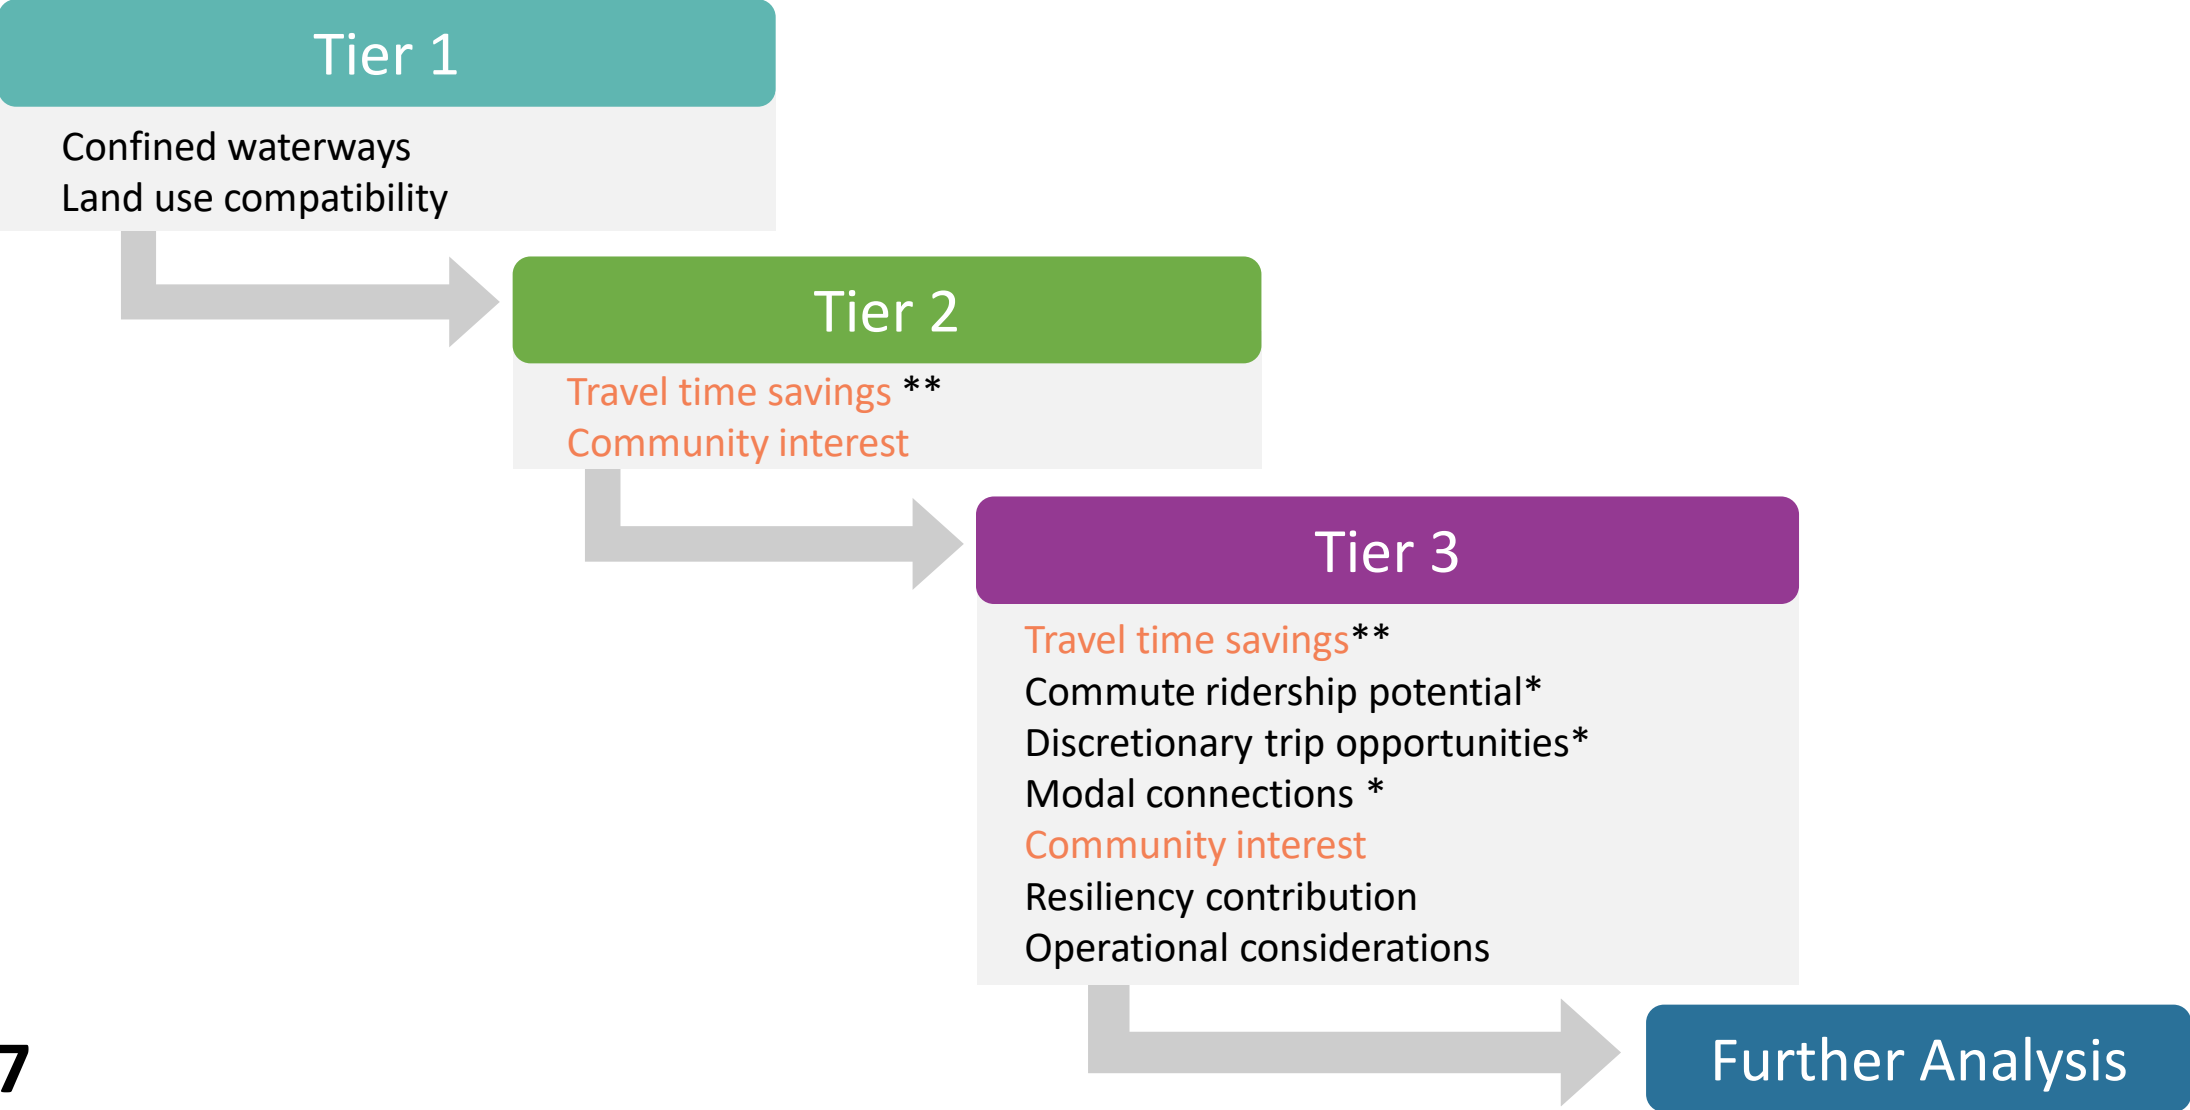 Tier 1
Confined waterways
Land use compatibility
Tier 2
Travel time savings **
Community interest
Tier 3
Travel time savings**
Commute ridership potential*
Discretionary trip opportunities*
Modal connections *
Community interest
Resiliency contribution
Operational considerations
Further Analysis
7